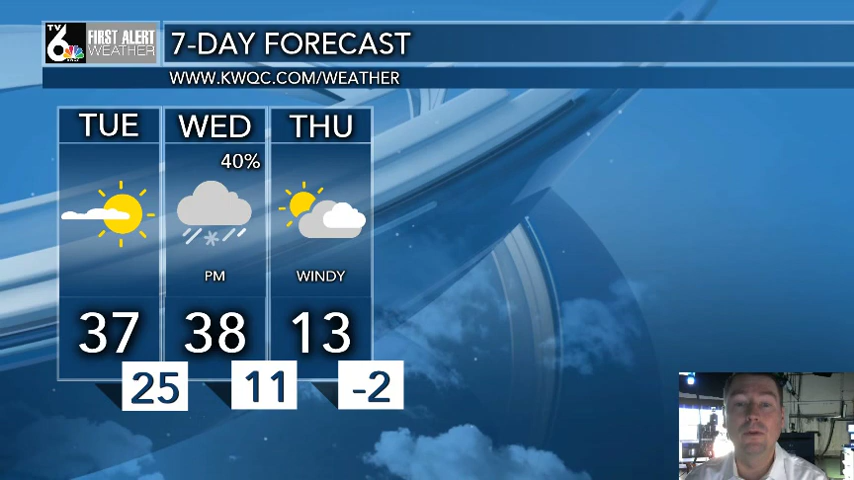 TV 6
FIRST ALERT
WEATHER
7-DAY FORECAST
WWW.KWQC.COM/WEATHER
TUE WED THU
40%
PM WINDY
37 38 13
25 11 -2